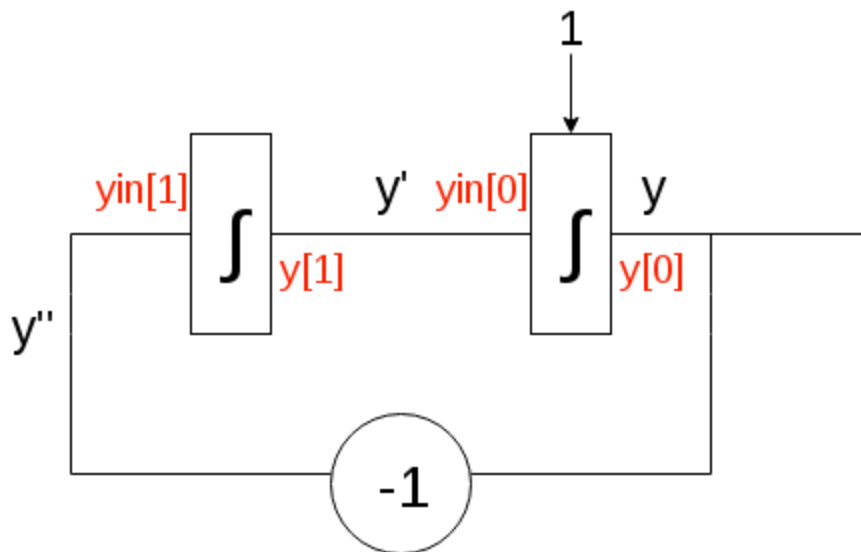 1
yin[1]
y'
yin[0]
y
∫
∫
y[1]
y[0]
y''
-1